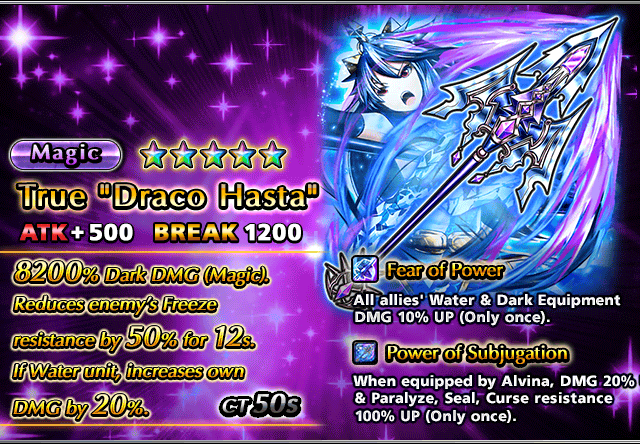 Magic
True "Draco Hasta"
ATK+500 BREAK 1200
8200% Dark DMG (Magic).
Reduces enemy's Freeze
resistance by 50% for 12s.
If Water unit, increases own
DMG by 20%.
CT 50s
Fear of Power
All allies' Water & Dark Equipment
DMG 10% UP (Only once).
Power of Subjugation
When equipped by Alvina, DMG 20%
& Paralyze, Seal, Curse resistance
100% UP (Only once).